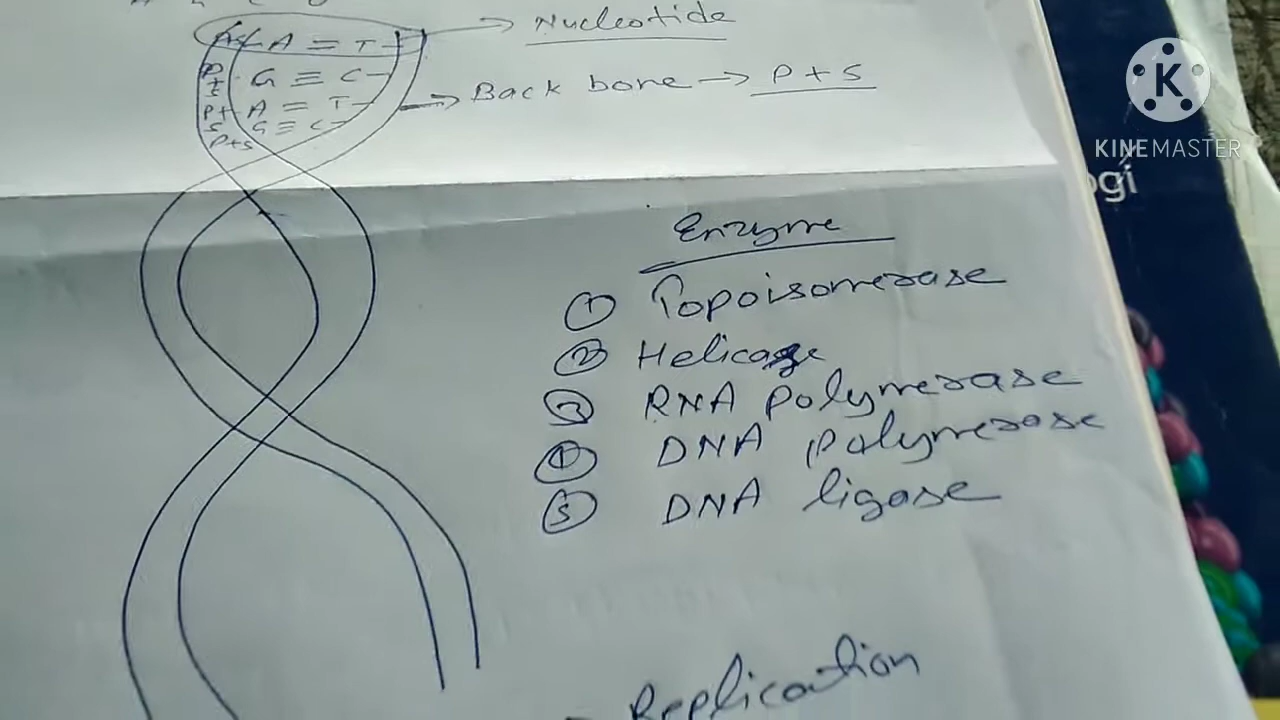 Nucleotide
A = T
G ≡ C
Back bone → P + S
A = T
G ≡ C
P+S
Enzyme
① Topoisomerase
② Helicase
③ RNA polymerase
④ DNA polymerase
⑤ DNA ligase
Replication
K
KINEMASTER
ogí